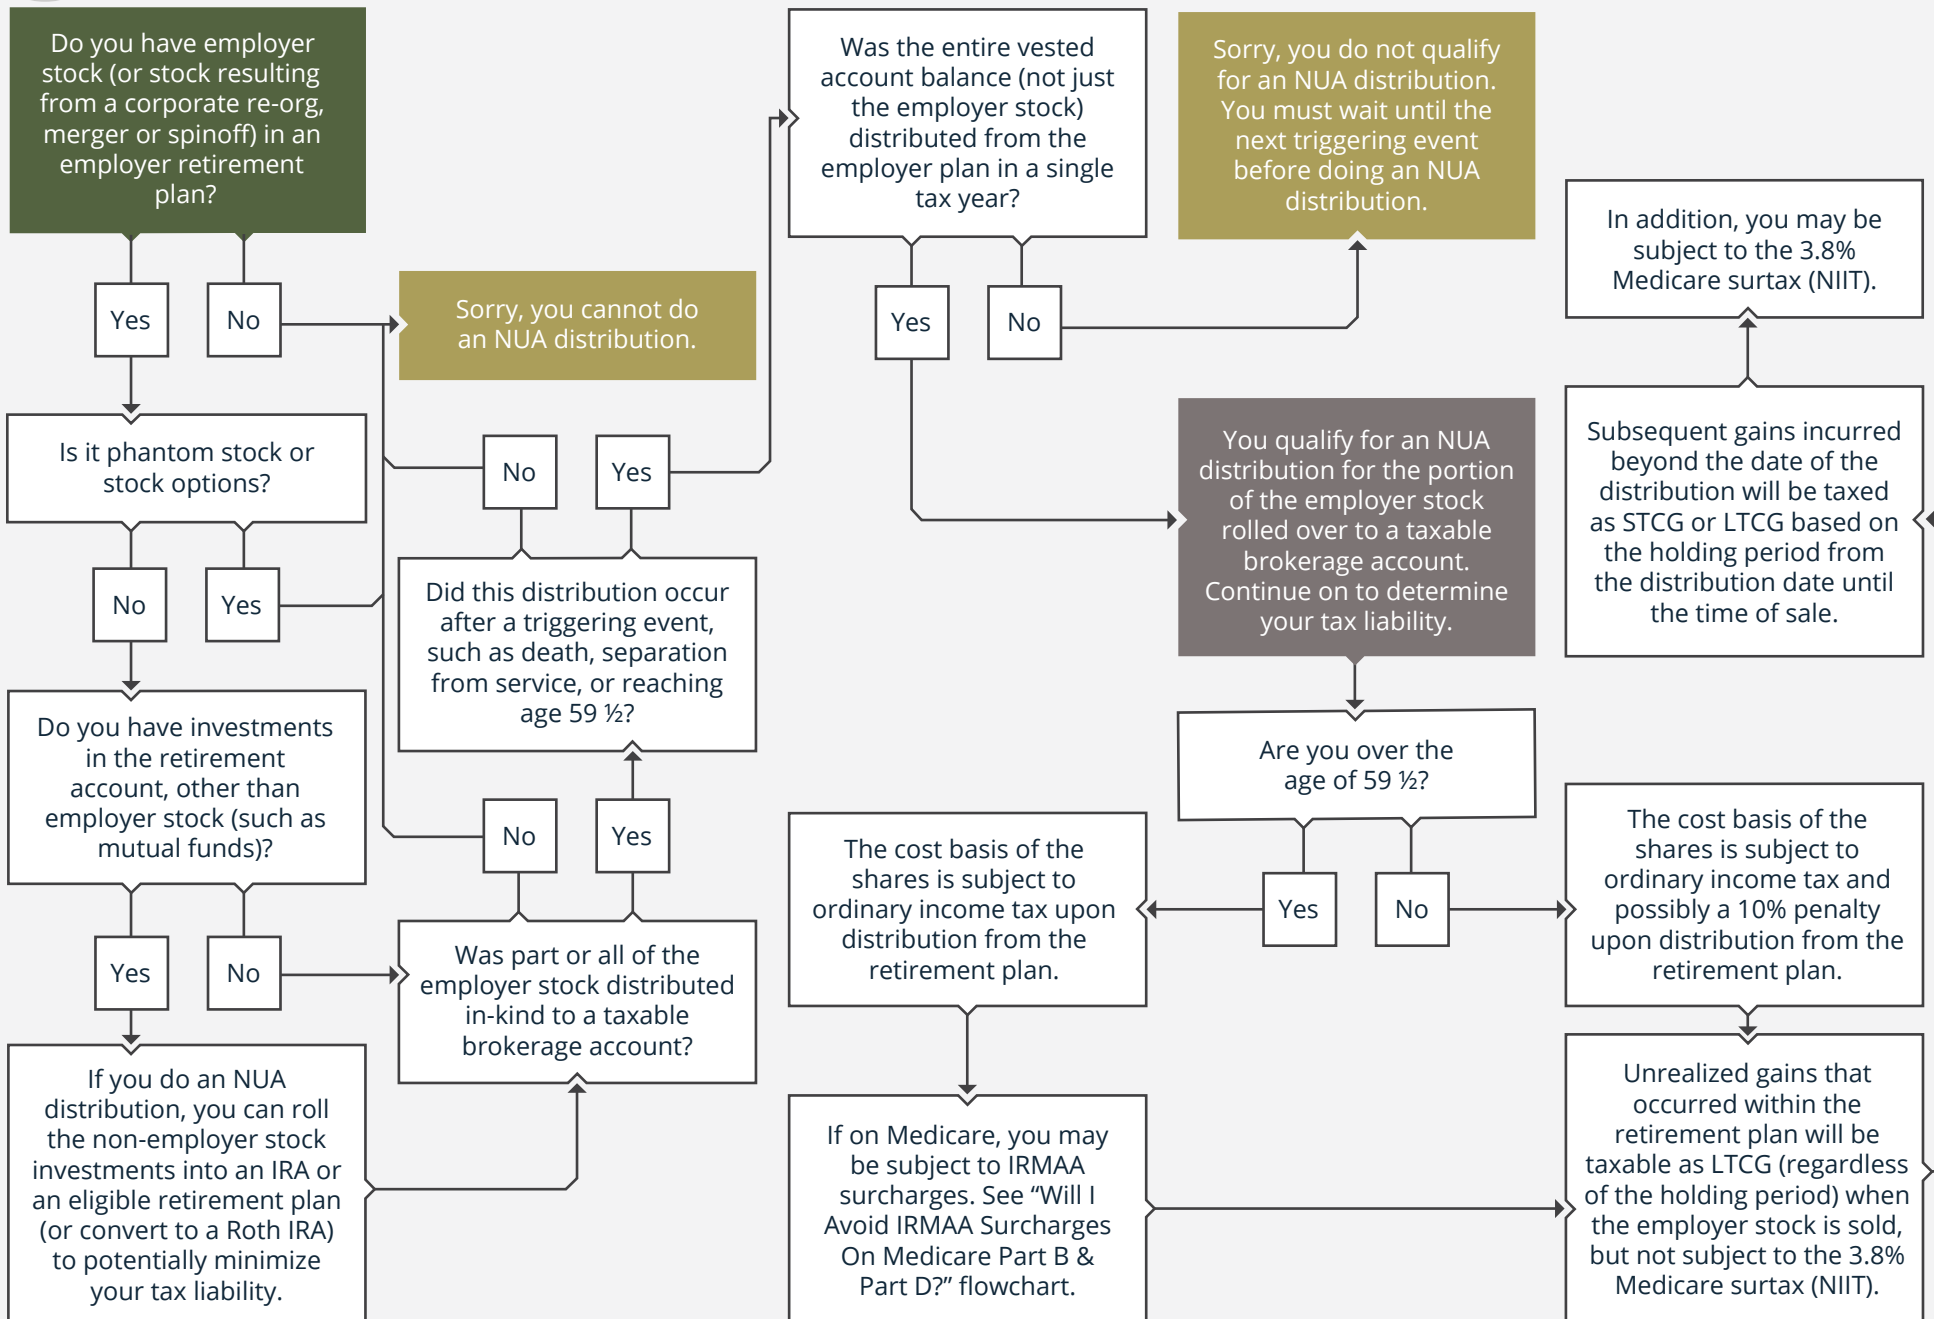 Do you have employer
stock (or stock resulting
from a corporate re-org,
merger or spinoff) in an
employer retirement
plan?
Yes
No
Sorry, you cannot do
an NUA distribution.
Is it phantom stock or
stock options?
No
Yes
Do you have investments
in the retirement
account, other than
employer stock (such as
mutual funds)?
Yes
No
If you do an NUA
distribution, you can roll
the non-employer stock
investments into an IRA or
an eligible retirement plan
(or convert to a Roth IRA)
to potentially minimize
your tax liability.
Was part or all of the
employer stock distributed
in-kind to a taxable
brokerage account?
No
Yes
Did this distribution occur
after a triggering event,
such as death, separation
from service, or reaching
age 59 ½?
No
Yes
Was the entire vested
account balance (not just
the employer stock)
distributed from the
employer plan in a single
tax year?
Yes
No
Sorry, you do not qualify
for an NUA distribution.
You must wait until the
next triggering event
before doing an NUA
distribution.
You qualify for an NUA
distribution for the portion
of the employer stock
rolled over to a taxable
brokerage account.
Continue on to determine
your tax liability.
Are you over the
age of 59 ½?
Yes
No
The cost basis of the
shares is subject to
ordinary income tax upon
distribution from the
retirement plan.
If on Medicare, you may
be subject to IRMAA
surcharges. See “Will I
Avoid IRMAA Surcharges
On Medicare Part B &
Part D?” flowchart.
The cost basis of the
shares is subject to
ordinary income tax and
possibly a 10% penalty
upon distribution from the
retirement plan.
Unrealized gains that
occurred within the
retirement plan will be
taxable as LTCG (regardless
of the holding period) when
the employer stock is sold,
but not subject to the 3.8%
Medicare surtax (NIIT).
Subsequent gains incurred
beyond the date of the
distribution will be taxed
as STCG or LTCG based on
the holding period from
the distribution date until
the time of sale.
In addition, you may be
subject to the 3.8%
Medicare surtax (NIIT).